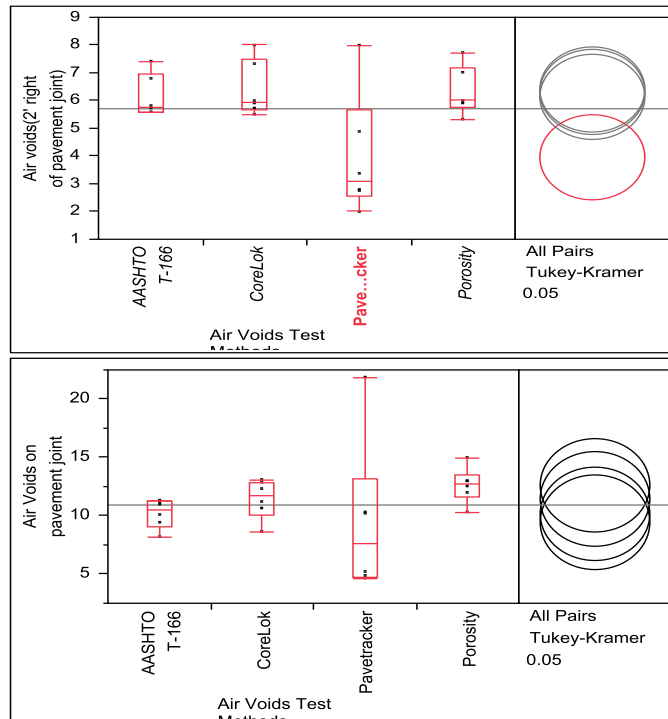 9
8
7
6
5
4
3
2
1
Air voids(2' right
of pavement joint)
AASHTO
T-166
CoreLok
Pave...cker
Porosity
All Pairs
Tukey-Kramer
0.05
Air Voids Test
Methods
20
15
10
5
Air Voids on
pavement joint
AASHTO
T-166
CoreLok
Pavetracker
Porosity
All Pairs
Tukey-Kramer
0.05
Air Voids Test
Methods